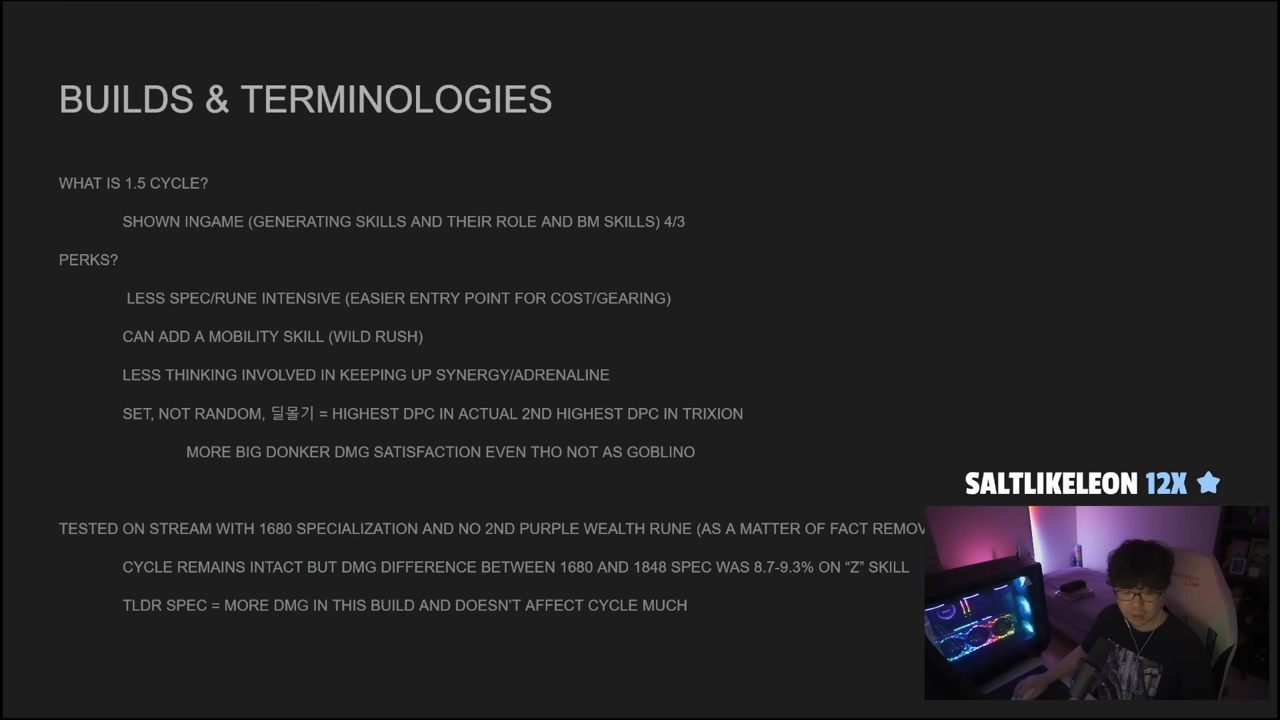 BUILDS & TERMINOLOGIES
WHAT IS 1.5 CYCLE?
SHOWN INGAME (GENERATING SKILLS AND THEIR ROLE AND BM SKILLS) 4/3
PERKS?
LESS SPEC/RUNE INTENSIVE (EASIER ENTRY POINT FOR COST/GEARING)
CAN ADD A MOBILITY SKILL (WILD RUSH)
LESS THINKING INVOLVED IN KEEPING UP SYNERGY/ADRENALINE
SET, NOT RANDOM, 딜몰기 = HIGHEST DPC IN ACTUAL 2ND HIGHEST DPC IN TRIXION
MORE BIG DONKER DMG SATISFACTION EVEN THO NOT AS GOBLINO
SALTLIKELEON 12X
TESTED ON STREAM WITH 1680 SPECIALIZATION AND NO 2ND PURPLE WEALTH RUNE (AS A MATTER OF FACT REMOV
CYCLE REMAINS INTACT BUT DMG DIFFERENCE BETWEEN 1680 AND 1848 SPEC WAS 8.7-9.3% ON “Z” SKILL
TLDR SPEC = MORE DMG IN THIS BUILD AND DOESN'T AFFECT CYCLE MUCH